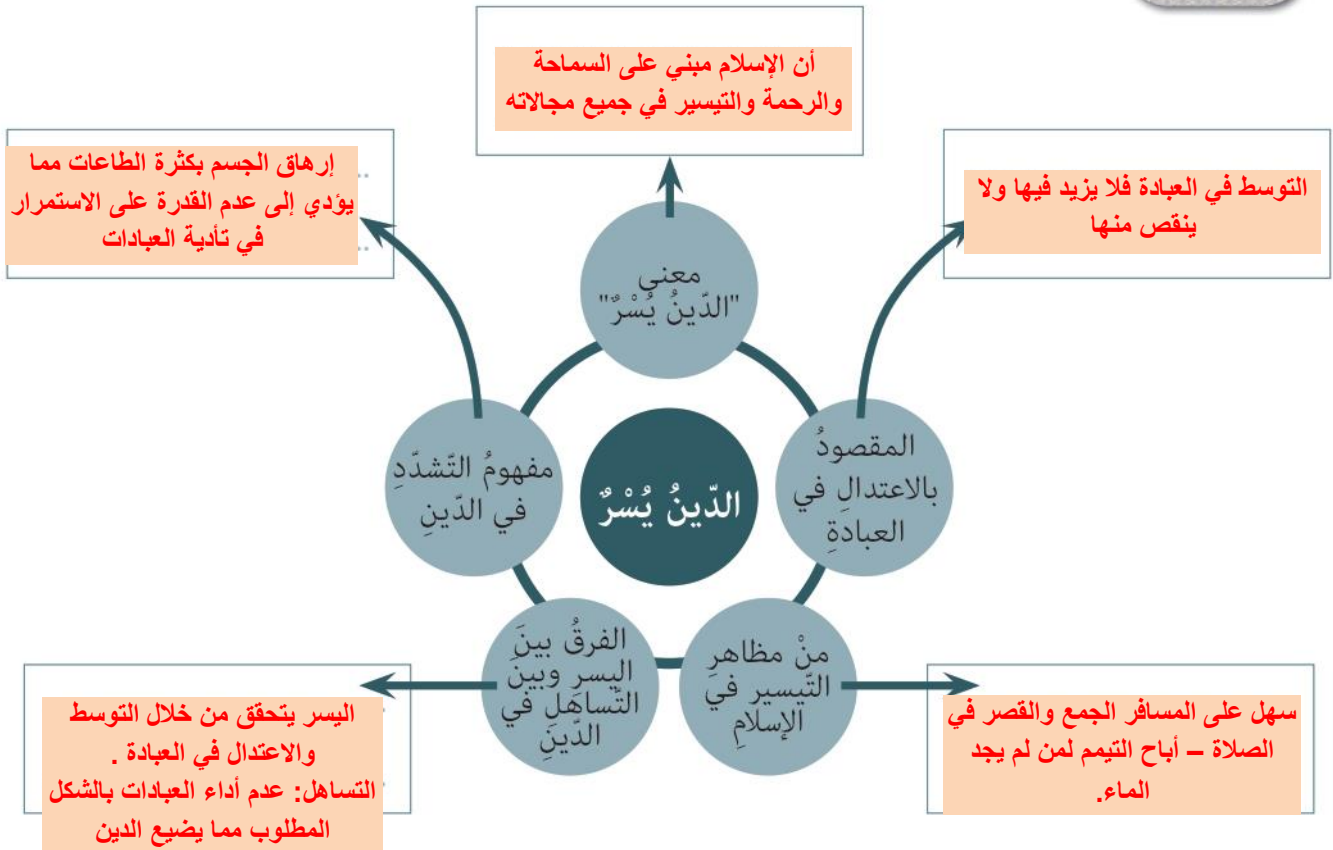 أن الإسلام مبني على السماحة
والرحمة والتيسير في جميع مجالاته
التوسط في العبادة فلا يزيد فيها ولا
ينقص منها
إرهاق الجسم بكثرة الطاعات مما
يؤدي إلى عدم القدرة على الاستمرار
في تأدية العبادات
معنى
"الدّينُ يُسْرٌ"
المقصودُ
بالاعتدالِ في
العبادةِ
الدّينُ يُسْرٌ
مفهومُ التّشدّدِ
في الدّينِ
منْ مظاهرِ
التّيسيرِ في
الإسلامِ
الفرقُ بينَ
اليسرِ وبينَ
التّساهلِ في
الدّينِ
سهل على المسافر الجمع والقصر في
الصلاة – أباح التيمم لمن لم يجد
الماء.
اليسر يتحقق من خلال التوسط
والاعتدال في العبادة .
التساهل: عدم أداء العبادات بالشكل
المطلوب مما يضيع الدين